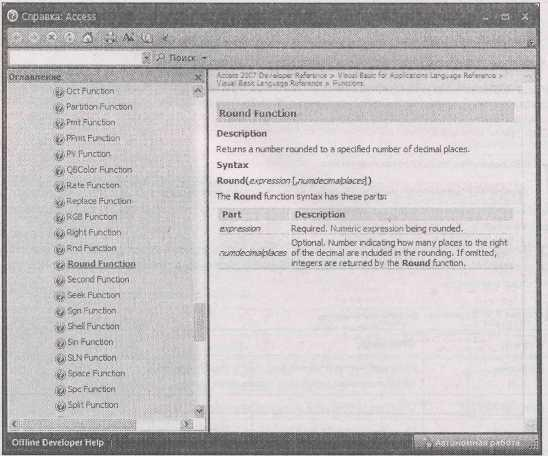 Справка: Access
Поиск
Оглавление
Oct Function
Partition Function
Pmt Function
PPmt Function
PV Function
QBColor Function
Rate Function
Replace Function
RGB Function
Right Function
Rnd Function
Round Function
Second Function
Seek Function
Sgn Function
Shell Function
Sin Function
SLN Function
Space Function
Spc Function
Split Function
Access 2007 Developer Reference > Visual Basic for Applications Language Reference >
Visual Basic Language Reference > Functions
Round Function
Description
Returns a number rounded to a specified number of decimal places.
Syntax
Round(expression [,numdecimalplaces])
The Round function syntax has these parts:
Part Description
expression Required. Numeric expression being rounded.
numdecimalplaces Optional. Number indicating how many places to the right
of the decimal are included in the rounding. If omitted,
integers are returned by the Round function.
Offline Developer Help
Автономная работа